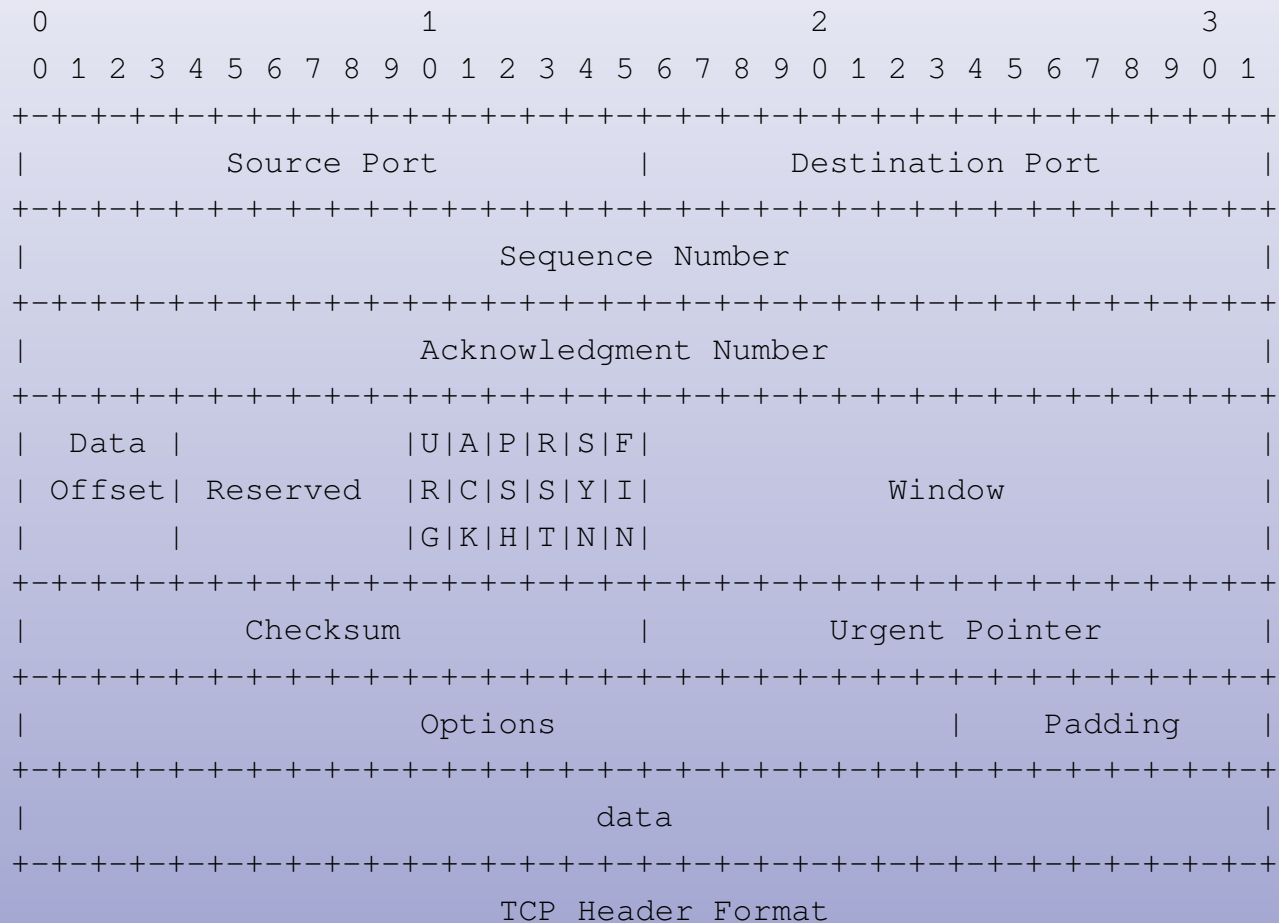 0                   1                   2                   3
 0 1 2 3 4 5 6 7 8 9 0 1 2 3 4 5 6 7 8 9 0 1 2 3 4 5 6 7 8 9 0 1
+-+-+-+-+-+-+-+-+-+-+-+-+-+-+-+-+-+-+-+-+-+-+-+-+-+-+-+-+-+-+-+-+
|          Source Port          |       Destination Port        |
+-+-+-+-+-+-+-+-+-+-+-+-+-+-+-+-+-+-+-+-+-+-+-+-+-+-+-+-+-+-+-+-+
|                        Sequence Number                        |
+-+-+-+-+-+-+-+-+-+-+-+-+-+-+-+-+-+-+-+-+-+-+-+-+-+-+-+-+-+-+-+-+
|                    Acknowledgment Number                      |
+-+-+-+-+-+-+-+-+-+-+-+-+-+-+-+-+-+-+-+-+-+-+-+-+-+-+-+-+-+-+-+-+
|  Data |           |U|A|P|R|S|F|                               |
| Offset| Reserved  |R|C|S|S|Y|I|            Window             |
|       |           |G|K|H|T|N|N|                               |
+-+-+-+-+-+-+-+-+-+-+-+-+-+-+-+-+-+-+-+-+-+-+-+-+-+-+-+-+-+-+-+-+
|           Checksum            |         Urgent Pointer        |
+-+-+-+-+-+-+-+-+-+-+-+-+-+-+-+-+-+-+-+-+-+-+-+-+-+-+-+-+-+-+-+-+
|                    Options                    |    Padding    |
+-+-+-+-+-+-+-+-+-+-+-+-+-+-+-+-+-+-+-+-+-+-+-+-+-+-+-+-+-+-+-+-+
|                             data                              |
+-+-+-+-+-+-+-+-+-+-+-+-+-+-+-+-+-+-+-+-+-+-+-+-+-+-+-+-+-+-+-+-+
                        TCP Header Format